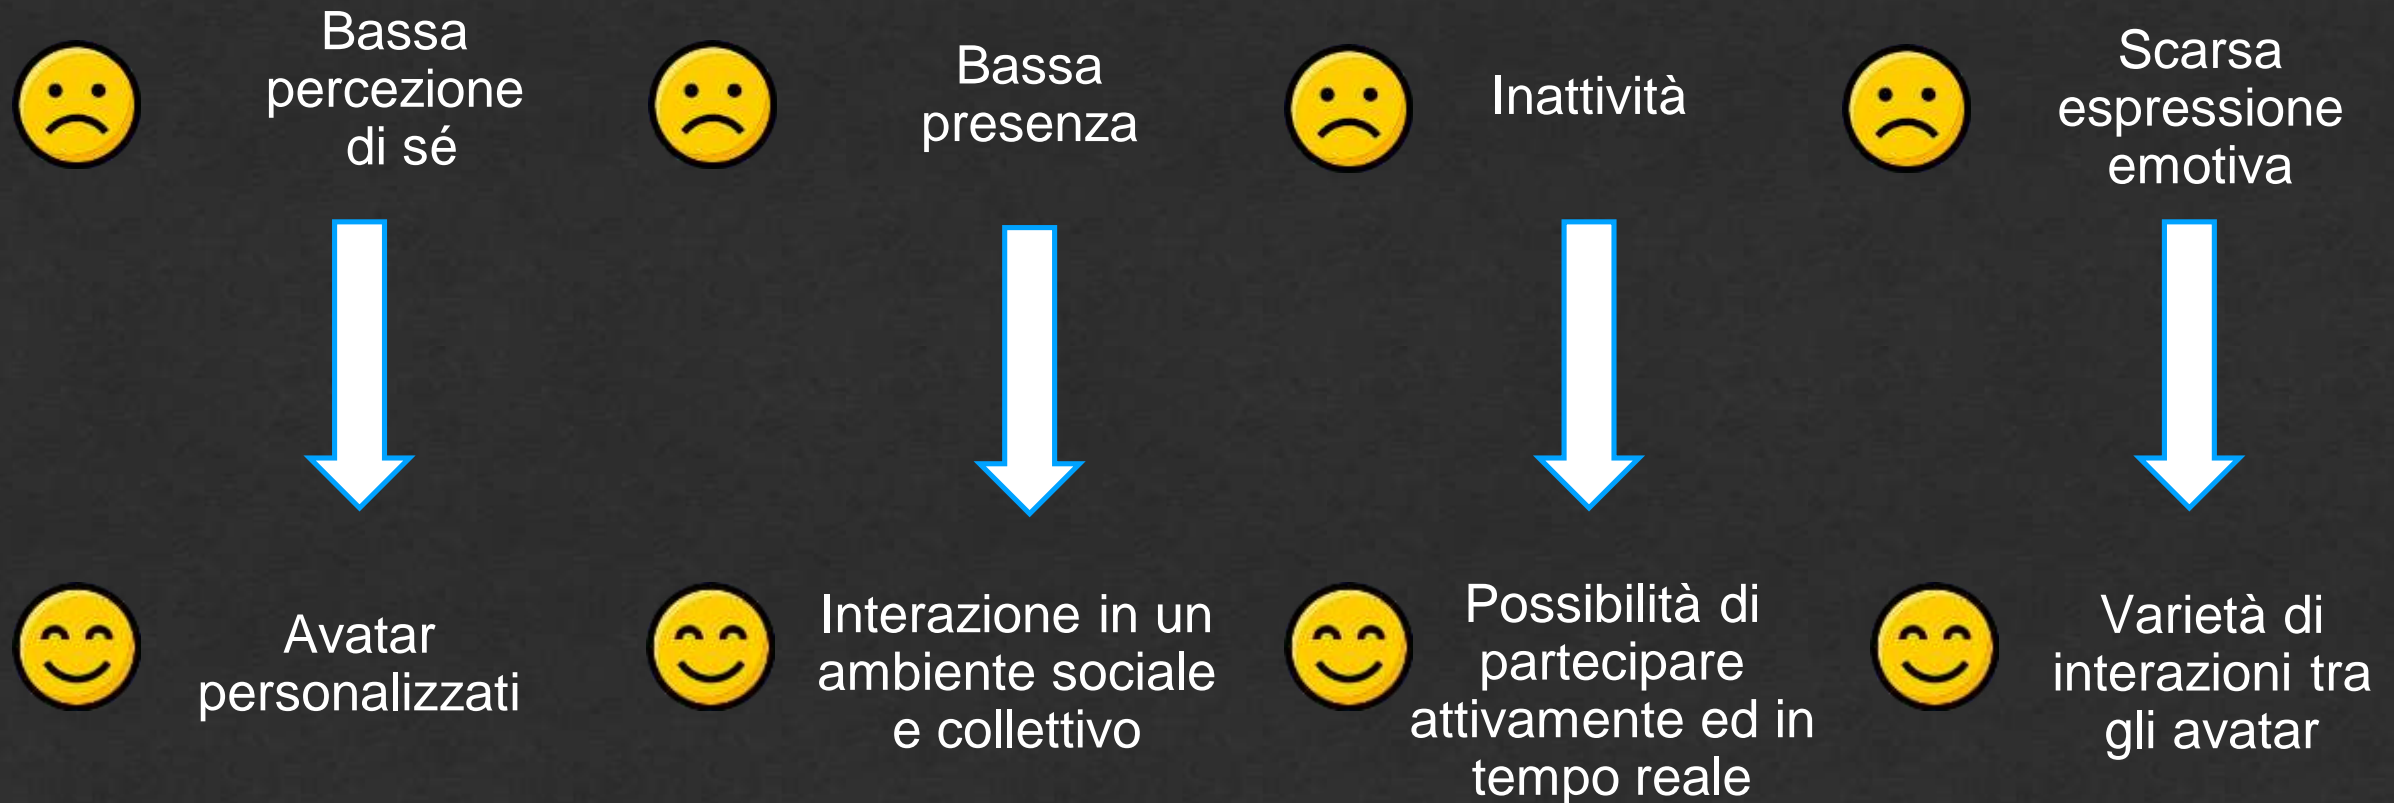 Bassa
percezione
di sé
Bassa
presenza
Inattività
Scarsa
espressione
emotiva
Avatar
personalizzati
Interazione in un
ambiente sociale
e collettivo
Possibilità di
partecipare
attivamente ed in
tempo reale
Varietà di
interazioni tra
gli avatar